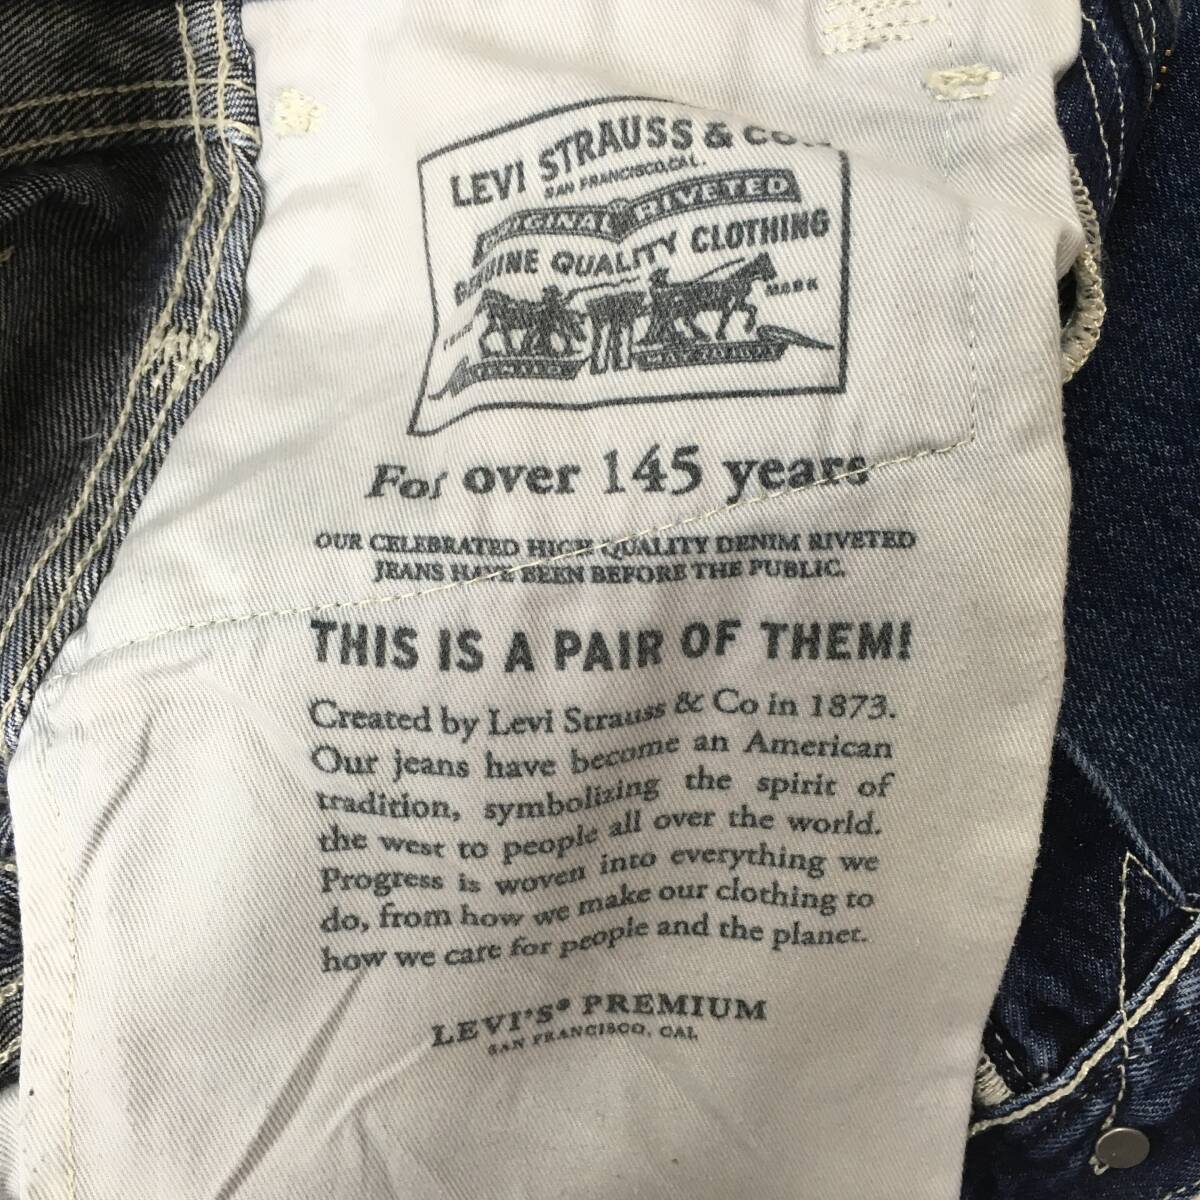 LEVI STRAUSS & CO
SAN FRANCISCO, CAL.
ORIGINAL RIVETED
GENUINE QUALITY CLOTHING
TRADE MARK
For over 145 years
OUR CELEBRATED HIGH QUALITY DENIM RIVETED
JEANS HAVE BEEN BEFORE THE PUBLIC.
THIS IS A PAIR OF THEM!
Created by Levi Strauss & Co in 1873.
Our jeans have become an American
tradition, symbolizing the spirit of
the west to people all over the world.
Progress is woven into everything we
do, from how we make our clothing to
how we care for people and the planet.
LEVI'S® PREMIUM
SAN FRANCISCO, CAL